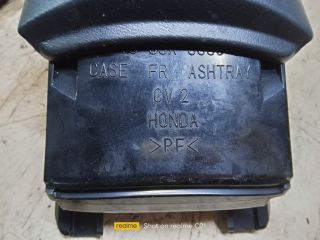 CASE FR ASHTRAY
CV 2
HONDA
>PF<
realme Shot on realme C21